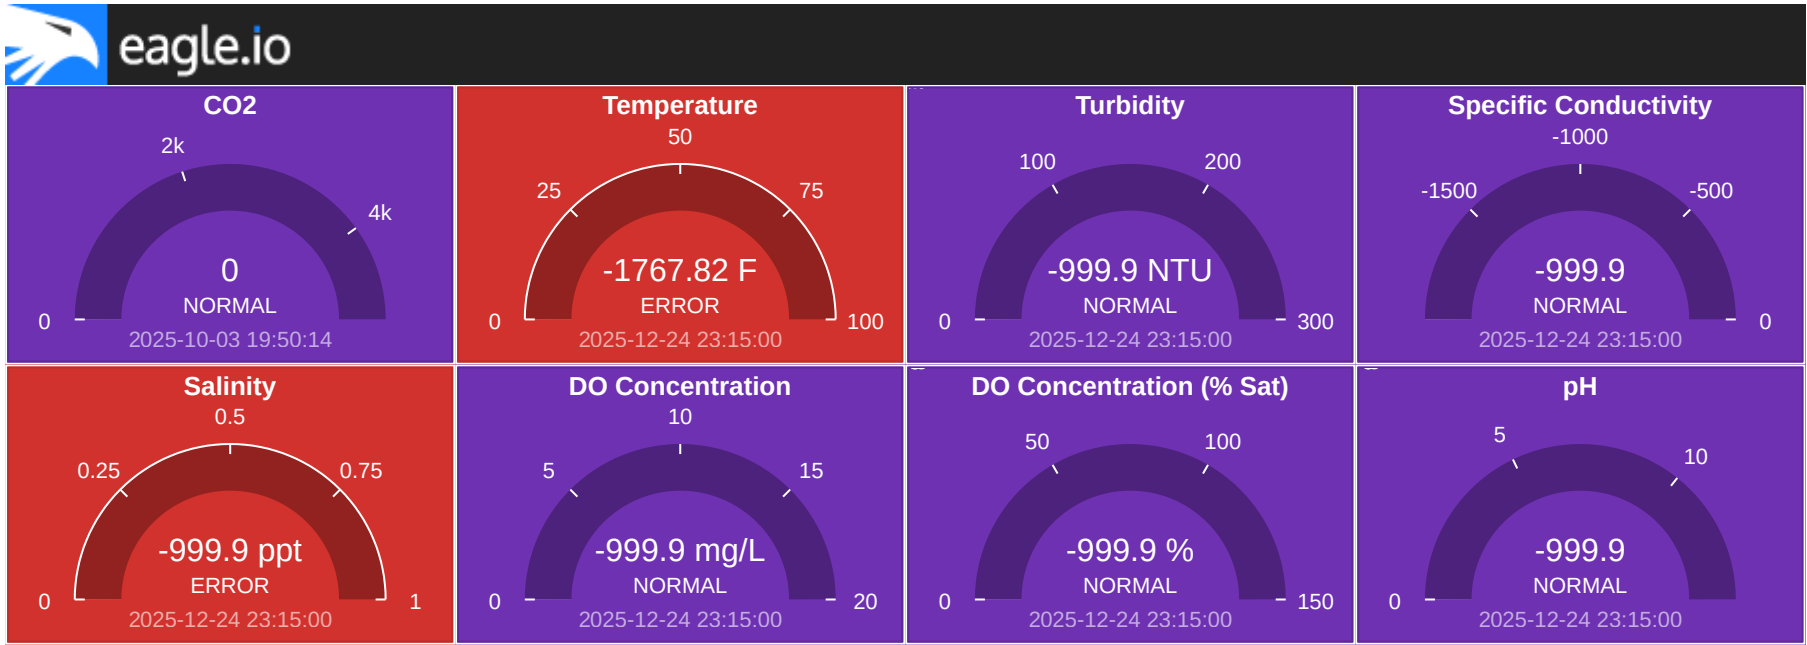 eagle.io
CO2
2k
4k
0
NORMAL
0
2025-10-03 19:50:14
Temperature
50
25
75
-1767.82 F
ERROR
0
100
2025-12-24 23:15:00
Turbidity
100
200
-999.9 NTU
NORMAL
0
300
2025-12-24 23:15:00
Specific Conductivity
-1000
-1500
-500
-999.9
NORMAL
0
2025-12-24 23:15:00
Salinity
0.5
0.25
0.75
-999.9 ppt
ERROR
0
1
2025-12-24 23:15:00
DO Concentration
10
5
15
-999.9 mg/L
NORMAL
0
20
2025-12-24 23:15:00
DO Concentration (% Sat)
50
100
-999.9 %
NORMAL
0
150
2025-12-24 23:15:00
pH
5
10
-999.9
NORMAL
0
2025-12-24 23:15:00